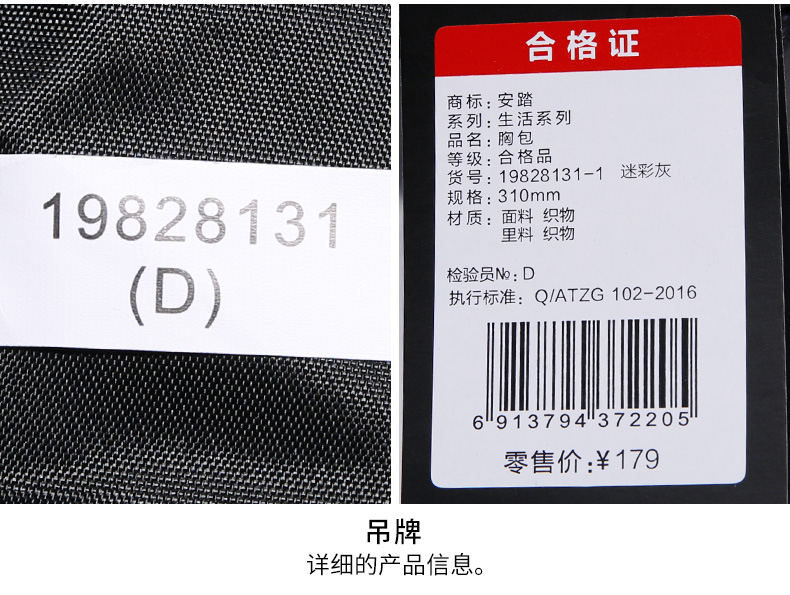 19828131
(D)
合格证
商标：安踏
系列：生活系列
品名：胸包
等级：合格品
货号：19828131-1 迷彩灰
规格：310mm
材质：面料 织物
里料 织物
检验员№：D
执行标准：Q/ATZG 102-2016
6 913794 372205
零售价：¥179
吊牌
详细的产品信息。